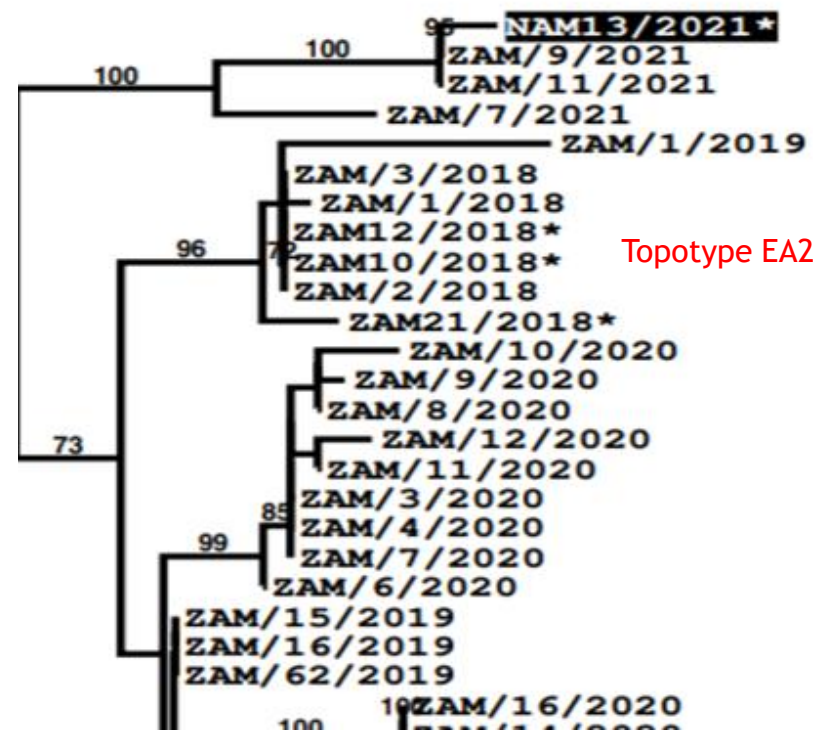 95 NAM13/2021*
100 ZAM/9/2021
100 ZAM/11/2021
ZAM/7/2021
ZAM/1/2019
ZAM/3/2018
ZAM/1/2018
ZAM12/2018*
Topotype EA2
96 72 ZAM10/2018*
ZAM/2/2018
ZAM21/2018*
ZAM/10/2020
ZAM/9/2020
ZAM/8/2020
73 ZAM/12/2020
ZAM/11/2020
ZAM/3/2020
85 ZAM/4/2020
99 ZAM/7/2020
ZAM/6/2020
ZAM/15/2019
ZAM/16/2019
ZAM/62/2019
100 ZAM/16/2020
100